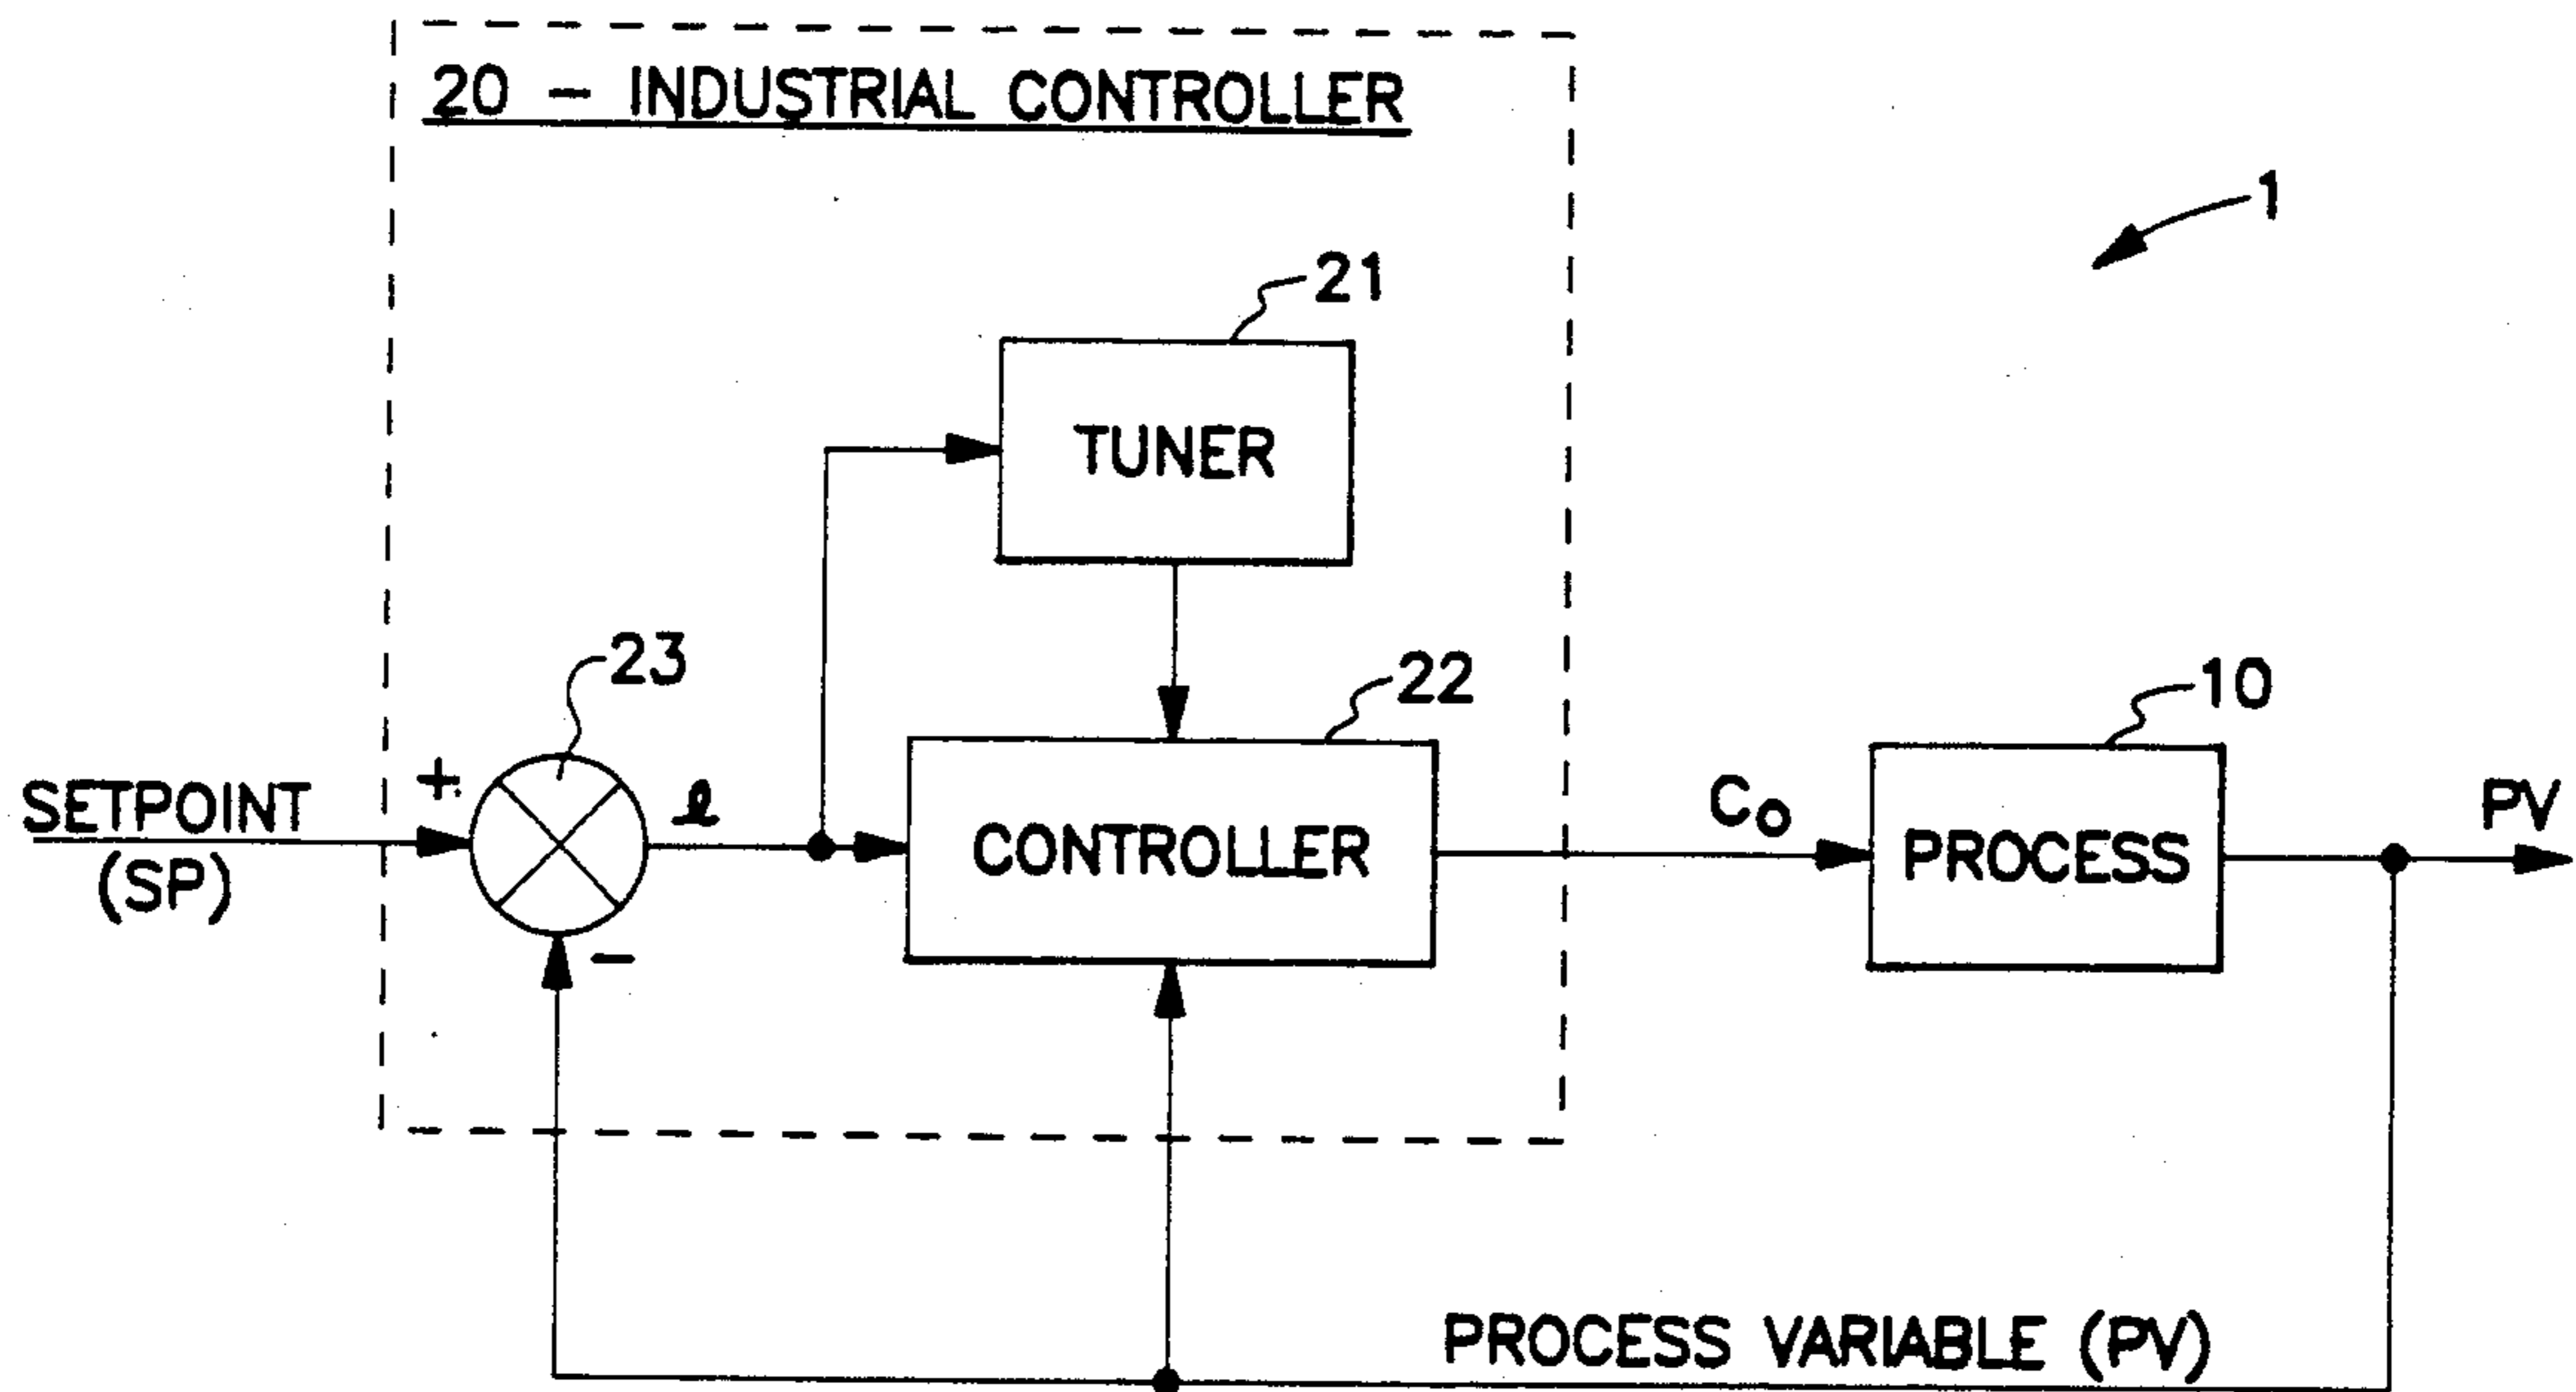 20 - INDUSTRIAL CONTROLLER
1
21
TUNER
23
22
10
SETPOINT
(SP)
+
e
CONTROLLER
Co
PROCESS
PV
-
PROCESS VARIABLE (PV)